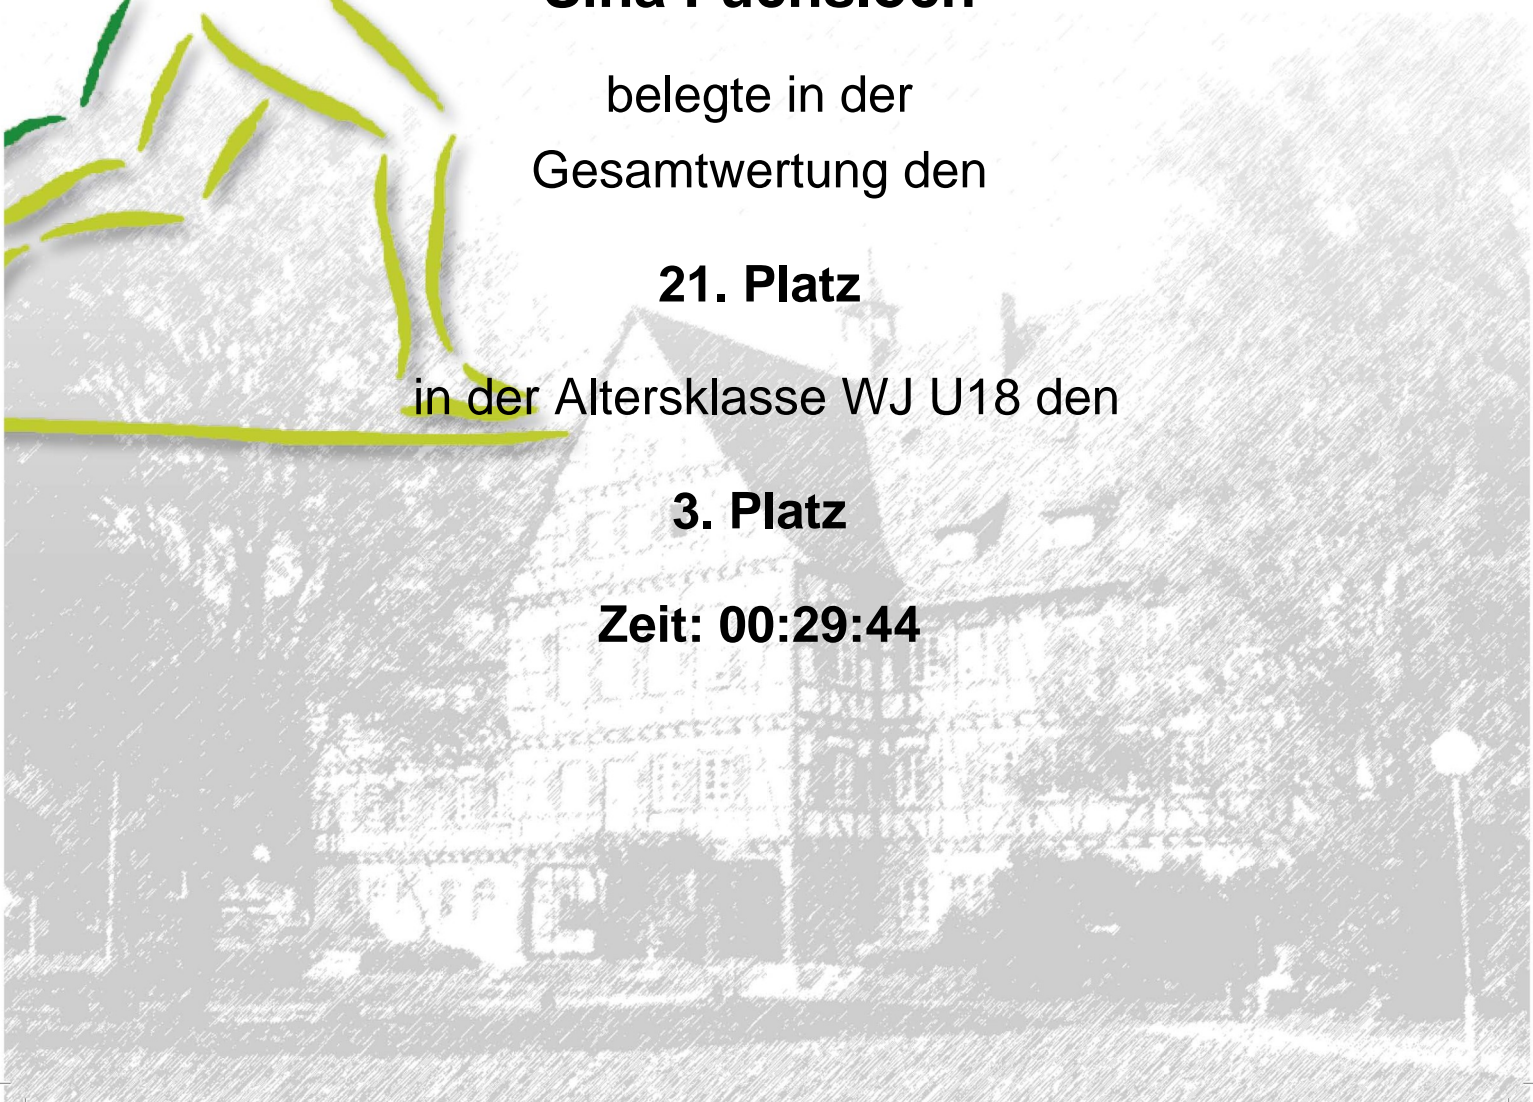 belegte in der
Gesamtwertung den
21. Platz
in der Altersklasse WJ U18 den
3. Platz
Zeit: 00:29:44